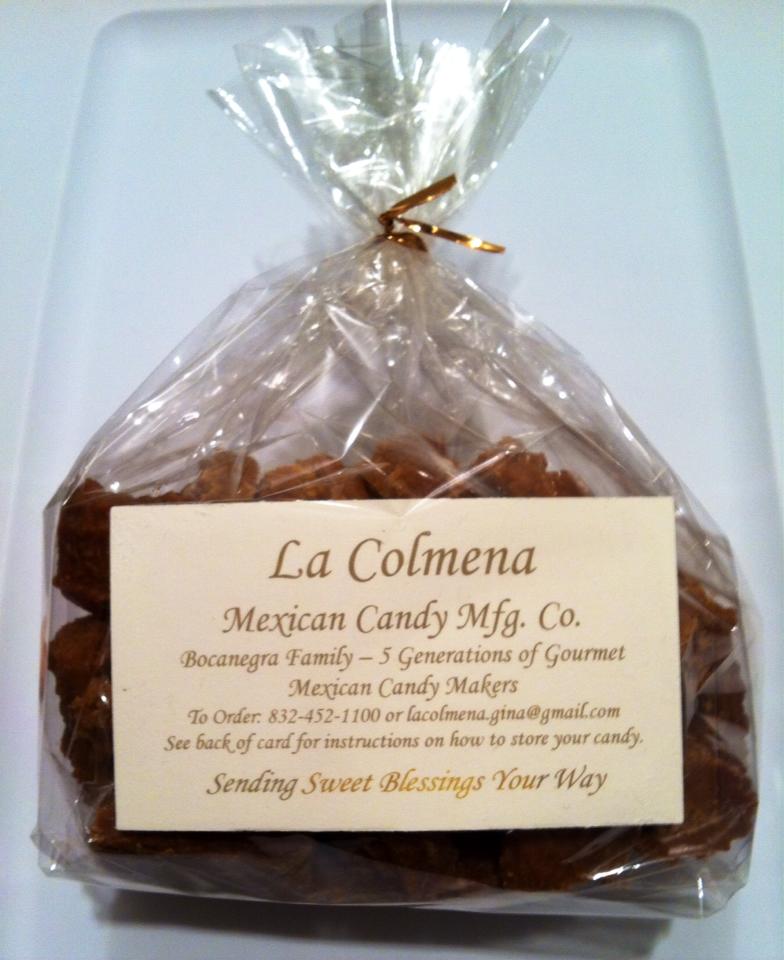 La Colmena
Mexican Candy Mfg. Co.
Bocanegra Family – 5 Generations of Gourmet
Mexican Candy Makers
To Order: 832-452-1100 or lacolmena.gina@gmail.com
See back of card for instructions on how to store your candy.
Sending Sweet Blessings Your Way